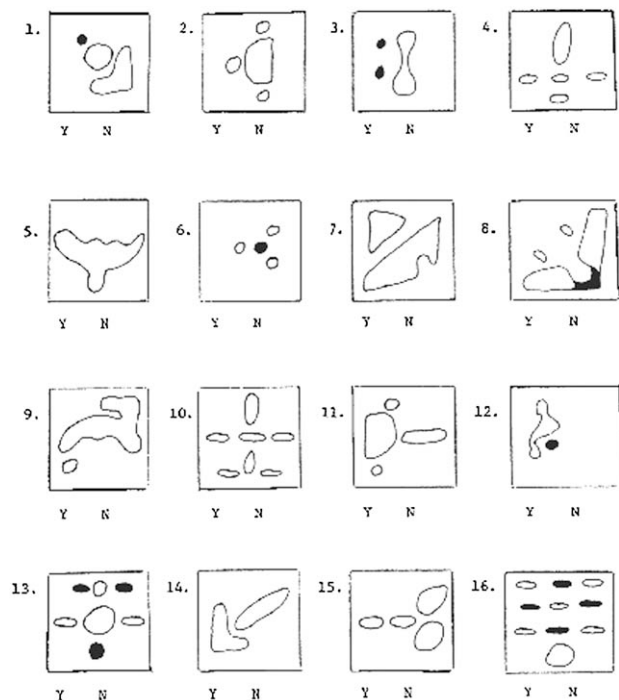 1. 2. 3. 4.
Y N Y N Y N Y N
5. 6. 7. 8.
Y N Y N Y N Y N
9. 10. 11. 12.
Y N Y N Y N Y N
13. 14. 15. 16.
Y N Y N Y N Y N